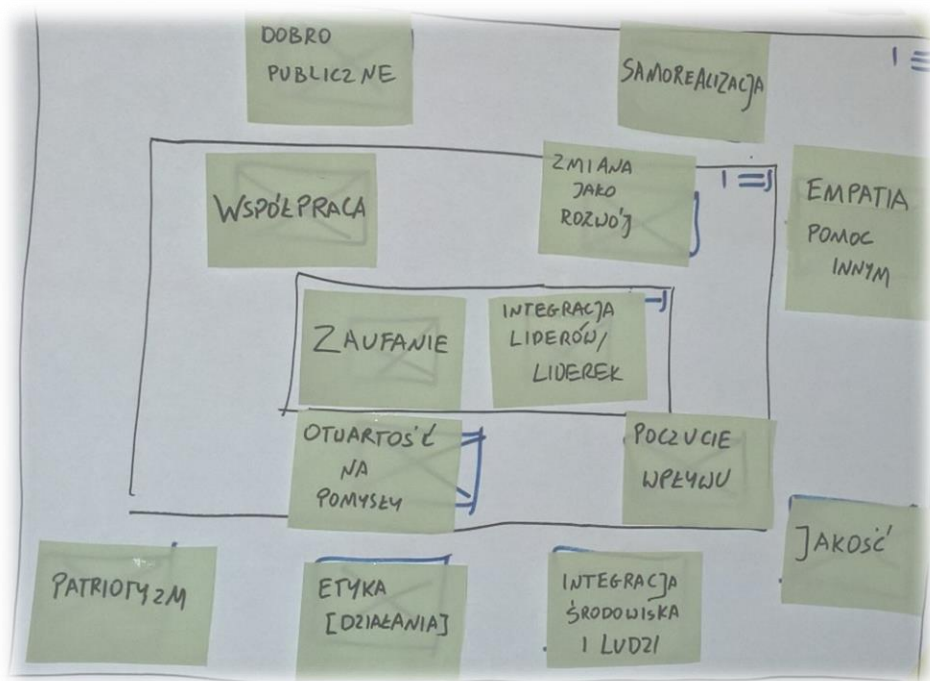 DOBRO
PUBLICZNE
SAMOREALIZACJA
WSPÓŁPRACA
ZMIANA
JAKO
ROZWÓJ
EMPATIA
POMOC
INNYM
ZAUFANIE
INTEGRACJA
LIDERÓW/
LIDEREK
OTWARTOŚĆ
NA
POMYSŁY
POCZUCIE
WPŁYWU
JAKOŚĆ
PATRIOTYZM
ETYKA
[DZIAŁANIA]
INTEGRACJA
ŚRODOWISKA
I LUDZI